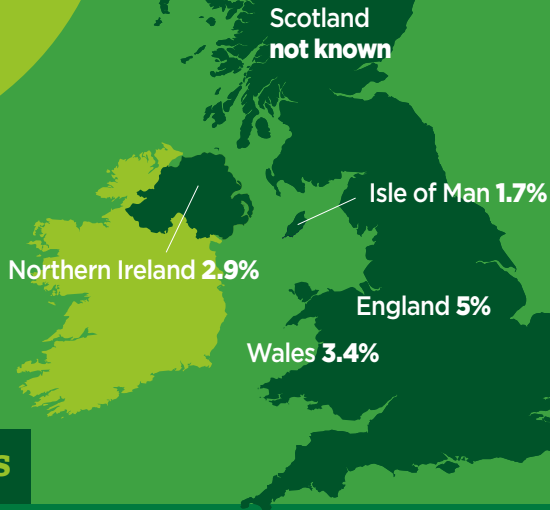 Scotland
not known
Isle of Man 1.7%
Northern Ireland 2.9%
England 5%
Wales 3.4%
s